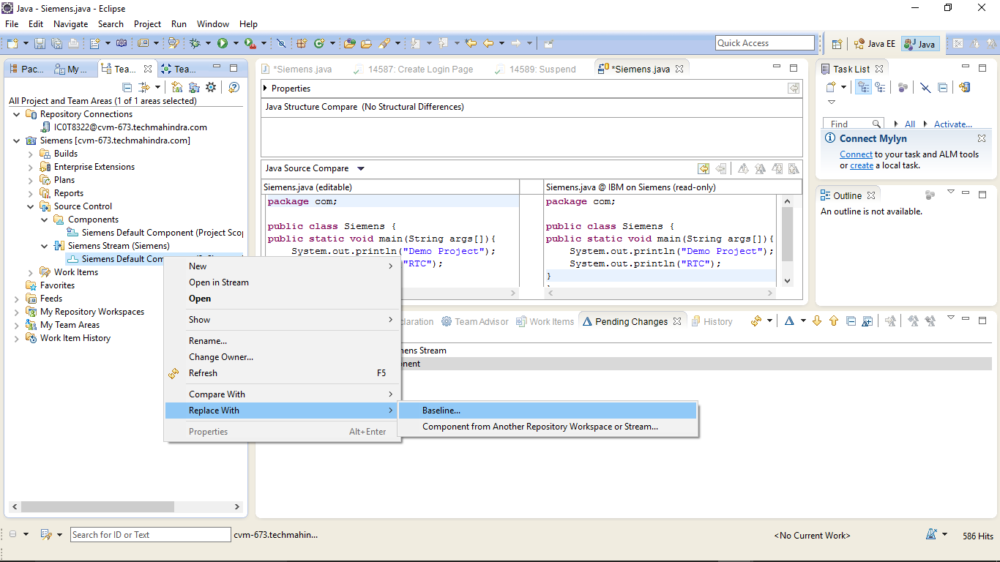 Java - Siemens.java - Eclipse
File Edit Navigate Search Project Run Window Help
Quick Access
Java EE
Java
Pac...
My ...
Tea...
Tea...
All Project and Team Areas (1 of 1 areas selected)
Repository Connections
IC0T8322@cvm-673.techmahindra.com
Siemens [cvm-673.techmahindra.com]
Builds
Enterprise Extensions
Plans
Reports
Source Control
Components
Siemens Default Component (Project Sco
Siemens Stream (Siemens)
Siemens Default Com
Work Items
Favorites
Feeds
My Repository Workspaces
My Team Areas
Work Item History
*Siemens.java
14587: Create Login Page
14589: Suspend
*Siemens.java
Properties
Java Structure Compare (No Structural Differences)
Java Source Compare
Siemens.java (editable)
package com;
public class Siemens {
public static void main(String args[]){
System.out.println("Demo Project");
"RTC");
Siemens.java @ IBM on Siemens (read-only)
package com;
public class Siemens {
public static void main(String args[]){
System.out.println("Demo Project");
System.out.println("RTC");
}
New
Open in Stream
Open
Show
Rename...
Change Owner...
Refresh F5
Compare With
Replace With
Properties Alt+Enter
Baseline...
Component from Another Repository Workspace or Stream...
laration
Team Advisor
Work Items
Pending Changes
History
ens Stream
onent
Task List
Find
All
Activate...
Connect Mylyn
Connect to your task and ALM tools
or create a local task.
Outline
An outline is not available.
Search for ID or Text
cvm-673.techmahin...
<No Current Work>
586 Hits